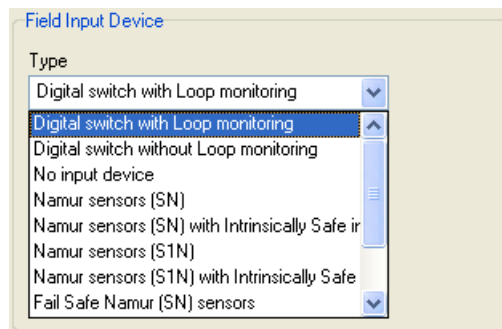 Field Input Device
Type
Digital switch with Loop monitoring
Digital switch with Loop monitoring
Digital switch without Loop monitoring
No input device
Namur sensors (SN)
Namur sensors (SN) with Intrinsically Safe ir
Namur sensors (S1N)
Namur sensors (S1N) with Intrinsically Safe
Fail Safe Namur (SN) sensors